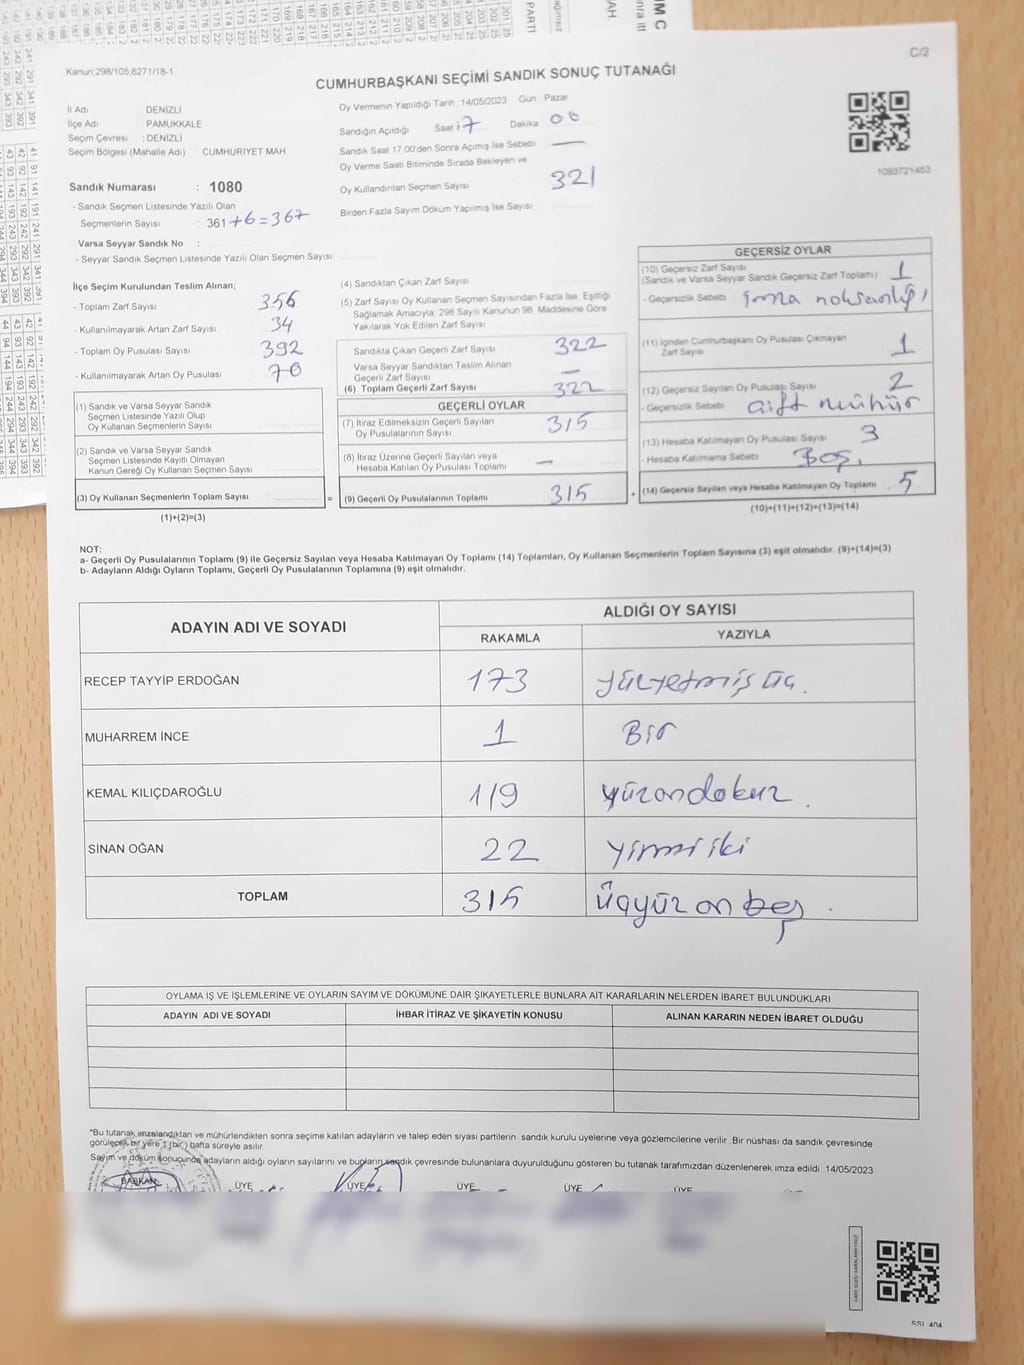 C/2
Kanun:298/105;6271/18-1
CUMHURBAŞKANI SEÇİMİ SANDIK SONUÇ TUTANAĞI
İl Adı DENIZLI
İlçe Adı PAMUKKALE
Seçim Çevresi : DENIZLI
Seçim Bölgesi (Mahalle Adı) CUMHURIYET MAH
Sandık Numarası : 1080
- Sandık Seçmen Listesinde Yazılı Olan
Seçmenlerin Sayısı : 361 +6=367
Varsa Seyyar Sandık No :
- Seyyar Sandık Seçmen Listesinde Yazılı Olan Seçmen Sayısı
Oy Vermenin Yapıldığı Tarih 14/05/2023 Gün Pazar
Sandığın Açıldığı Saat 17 Dakika 00
Sandık Saat 17:00'den Sonra Açımış İse Sebebi —
Oy Verme Saati Bitiminde Sırada Bekleyen ve
Oy Kullandırılan Seçmen Sayısı 321
Birden Fazla Sayım Döküm Yapılmış İse Sayısı
1093721453
İlçe Seçim Kurulundan Teslim Alınan;
- Toplam Zarf Sayısı 356
- Kullanılmayarak Artan Zarf Sayısı 34
- Toplam Oy Pusulası Sayısı 392
- Kullanılmayarak Artan Oy Pusulası 70
(1) Sandık ve Varsa Seyyar Sandık
Seçmen Listesinde Yazılı Olup
Oy Kullanan Seçmenlerin Sayısı
(2) Sandık ve Varsa Seyyar Sandık
Seçmen Listesinde Kayıtlı Olmayan
Kanun Gereği Oy Kullanan Seçmen Sayısı
(3) Oy Kullanan Seçmenlerin Toplam Sayısı =
(1)+(2)=(3)
(4) Sandıktan Çıkan Zarf Sayısı
(5) Zarf Sayısı Oy Kullanan Seçmen Sayısından Fazla İse, Eşitliği
Sağlamak Amacıyla; 298 Sayılı Kanunun 98. Maddesine Göre
Yakılarak Yok Edilen Zarf Sayısı
Sandıkta Çıkan Geçerli Zarf Sayısı 322
Varsa Seyyar Sandıktan Teslim Alınan
Geçerli Zarf Sayısı —
(6) Toplam Geçerli Zarf Sayısı 322
GEÇERLİ OYLAR
(7) İtiraz Edilmeksizin Geçerli Sayılan
Oy Pusulalarının Sayısı 315
(8) İtiraz Üzerine Geçerli Sayılan veya
Hesaba Katılan Oy Pusulası Toplamı —
(9) Geçerli Oy Pusulalarının Toplamı 315 +
GEÇERSİZ OYLAR
(10) Geçersiz Zarf Sayısı
(Sandık ve Varsa Seyyar Sandık Geçersiz Zarf Toplamı) 1
- Geçersizlik Sebebi imza noksanlığı
(11) İçinden Cumhurbaşkanı Oy Pusulası Çıkmayan
Zarf Sayısı 1
(12) Geçersiz Sayılan Oy Pusulası Sayısı 2
- Geçersizlik Sebebi çift mühür
(13) Hesaba Katılmayan Oy Pusulası Sayısı 3
- Hesaba Katılmama Sebebi Boş.
(14) Geçersiz Sayılan veya Hesaba Katılmayan Oy Toplamı 5
(10)+(11)+(12)+(13)=(14)
NOT:
a- Geçerli Oy Pusulalarının Toplamı (9) ile Geçersiz Sayılan veya Hesaba Katılmayan Oy Toplamı (14) Toplamları, Oy Kullanan Seçmenlerin Toplam Sayısına (3) eşit olmalıdır. (9)+(14)=(3)
b- Adayların Aldığı Oyların Toplamı, Geçerli Oy Pusulalarının Toplamına (9) eşit olmalıdır.
ADAYIN ADI VE SOYADI
ALDIĞI OY SAYISI
RAKAMLA YAZIYLA
RECEP TAYYİP ERDOĞAN 173 yüzyetmiş üç.
MUHARREM İNCE 1 Bir
KEMAL KILIÇDAROĞLU 119 yüzondokuz.
SİNAN OĞAN 22 yirmiiki
TOPLAM 315 Üçyüz on beş.
OYLAMA İŞ VE İŞLEMLERİNE VE OYLARIN SAYIM VE DÖKÜMÜNE DAİR ŞİKAYETLERLE BUNLARA AİT KARARLARIN NELERDEN İBARET BULUNDUKLARI
ADAYIN ADI VE SOYADI İHBAR İTİRAZ VE ŞİKAYETİN KONUSU ALINAN KARARIN NEDEN İBARET OLDUĞU
*Bu tutanak imzalandıktan ve mühürlendikten sonra seçime katılan adayların ve talep eden siyasi partilerin sandık kurulu üyelerine veya gözlemcilerine verilir. Bir nüshası da sandık çevresinde
görülecek bir yere 1 (bir) hafta süreyle asılır.
Sayım ve döküm sonucunda adayların aldığı oyların sayılarını ve bunların sandık çevresinde bulunanlara duyurulduğunu gösteren bu tutanak tarafımızdan düzenlenerek imza edildi. 14/05/2023
BAŞKAN ÜYE ÜYE ÜYE ÜYE ÜYE